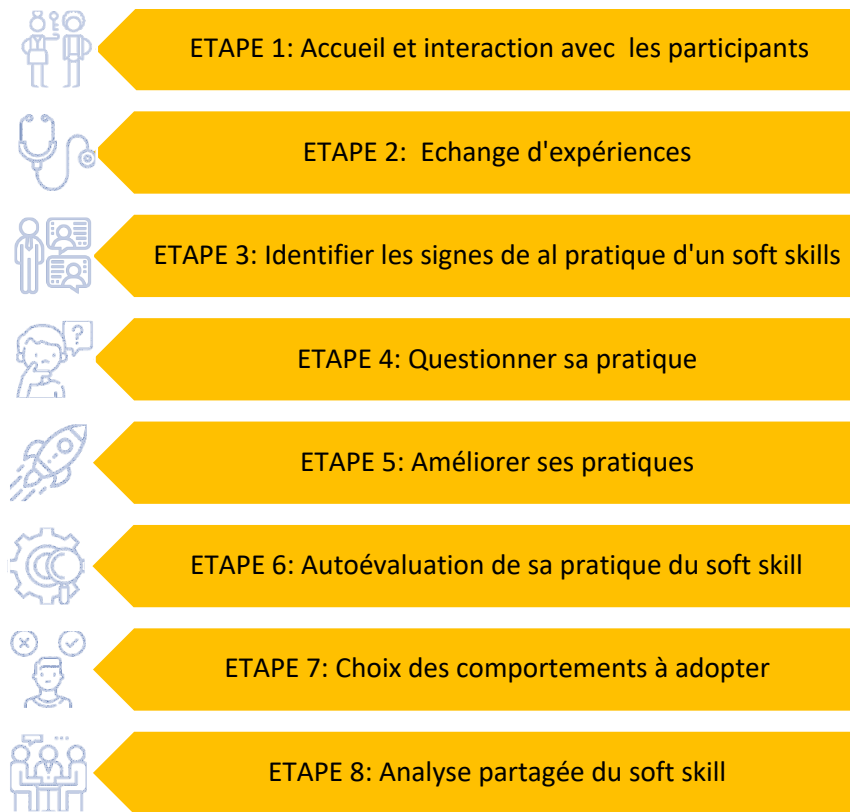 ETAPE 1: Accueil et interaction avec les participants
ETAPE 2: Echange d'expériences
ETAPE 3: Identifier les signes de al pratique d'un soft skills
?
ETAPE 4: Questionner sa pratique
ETAPE 5: Améliorer ses pratiques
ETAPE 6: Autoévaluation de sa pratique du soft skill
ETAPE 7: Choix des comportements à adopter
ETAPE 8: Analyse partagée du soft skill